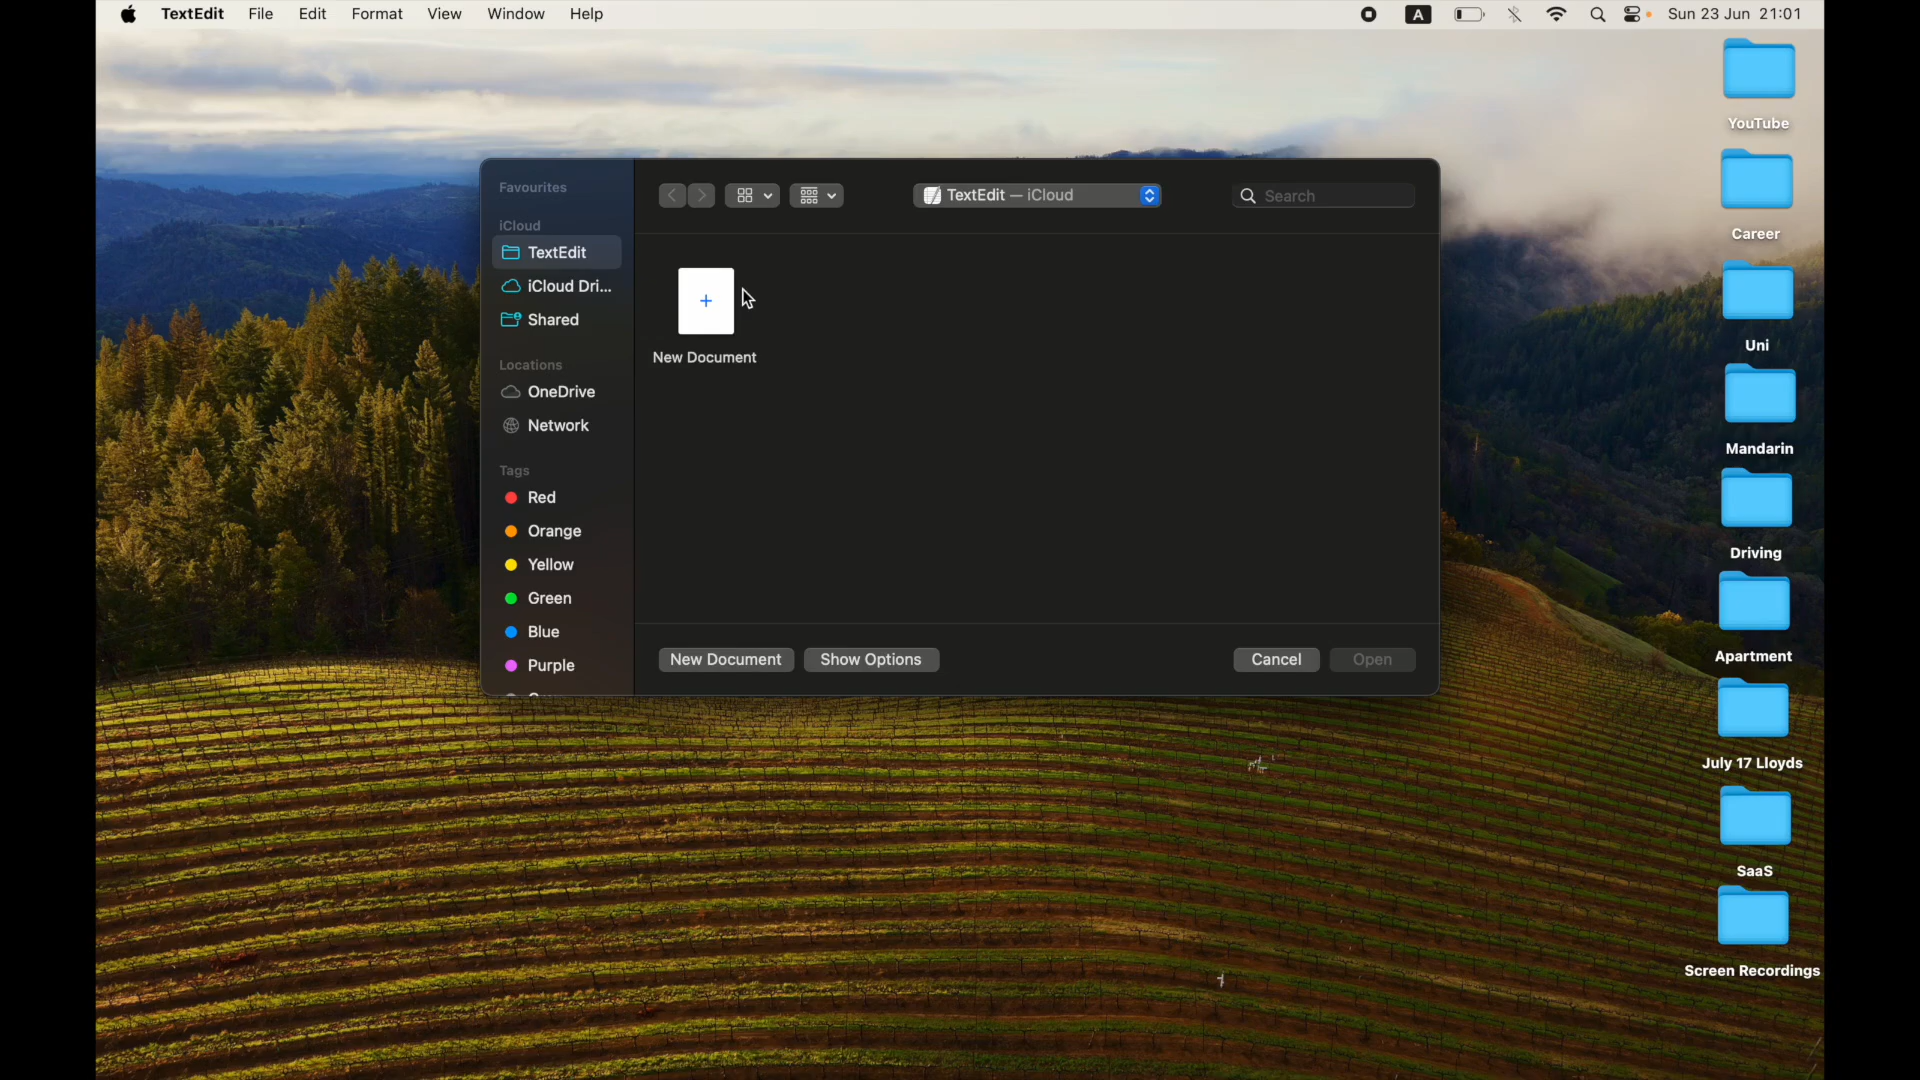 TextEdit File Edit Format View Window Help A Sun 23 Jun 21:01
Favourites
iCloud
TextEdit
iCloud Dri...
Shared
Locations
OneDrive
Network
Tags
Red
Orange
Yellow
Green
Blue
Purple
TextEdit — iCloud
Search
New Document
New Document
Show Options
Cancel
Open
YouTube
Career
Uni
Mandarin
Driving
Apartment
July 17 Lloyds
SaaS
Screen Recordings